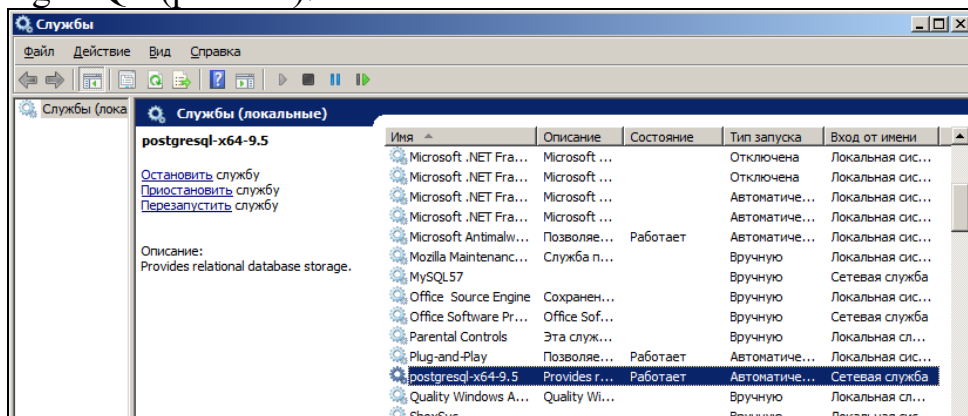 Службы
Файл Действие Вид Справка
Службы (лока
Службы (локальные)
postgresql-x64-9.5
Остановить службу
Приостановить службу
Перезапустить службу
Описание:
Provides relational database storage.
Имя Описание Состояние Тип запуска Вход от имени
Microsoft .NET Fra... Microsoft ... Отключена Локальная сис...
Microsoft .NET Fra... Microsoft ... Отключена Локальная сис...
Microsoft .NET Fra... Microsoft ... Автоматиче... Локальная сис...
Microsoft .NET Fra... Microsoft ... Автоматиче... Локальная сис...
Microsoft Antimalw... Позволяе... Работает Автоматиче... Локальная сис...
Mozilla Maintenanc... Служба п... Вручную Локальная сис...
MySQL57 Вручную Сетевая служба
Office Source Engine Сохранен... Вручную Локальная сис...
Office Software Pr... Office Sof... Вручную Сетевая служба
Parental Controls Эта служ... Вручную Локальная сл...
Plug-and-Play Позволяе... Работает Автоматиче... Локальная сис...
postgresql-x64-9.5 Provides r... Работает Автоматиче... Сетевая служба
Quality Windows A... Quality Wi... Вручную Локальная сл...